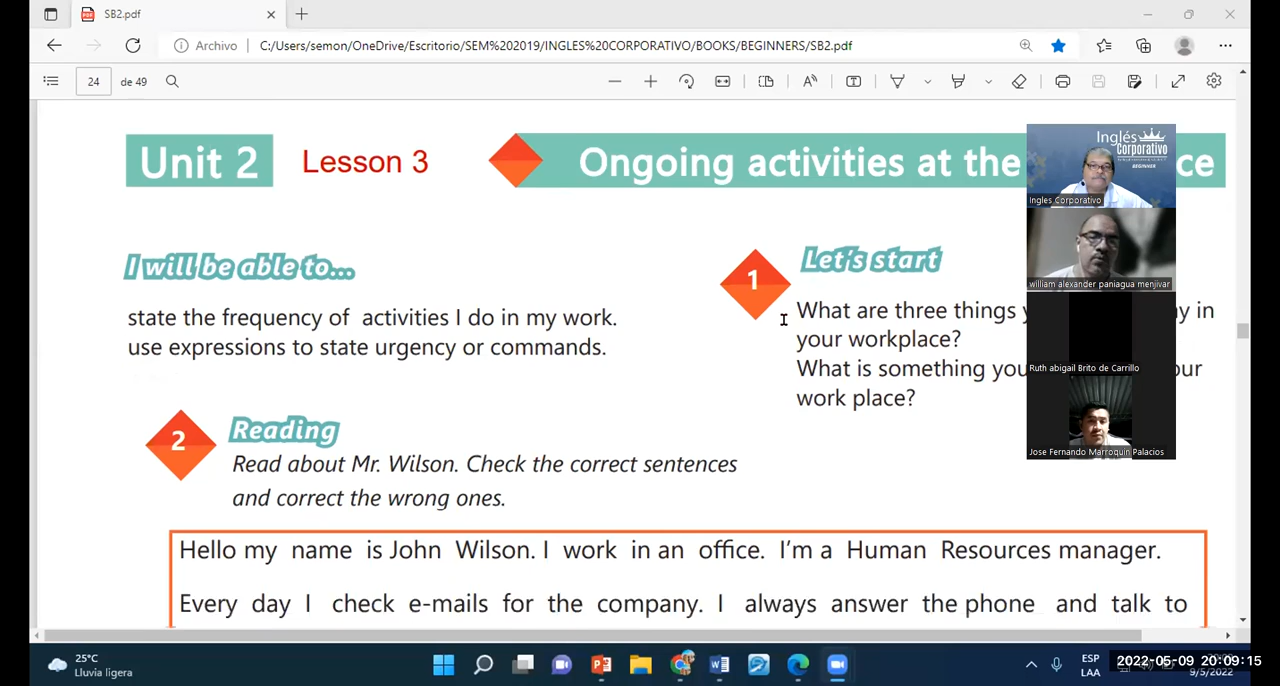 SB2.pdf
Archivo
C:/Users/semon/OneDrive/Escritorio/SEM%202019/INGLES%20CORPORATIVO/BOOKS/BEGINNERS/SB2.pdf
24 de 49
Unit 2 Lesson 3 Ongoing activities at the
Inglés
Corporativo
BEGINNER
Ingles Corporativo
william alexander paniagua menjivar
Ruth abigail Brito de Carrillo
Jose Fernando Marroquin Palacios
I will be able to...
state the frequency of activities I do in my work.
use expressions to state urgency or commands.
1 Let's start
What are three things in
your workplace?
What is something you
work place?
2 Reading
Read about Mr. Wilson. Check the correct sentences
and correct the wrong ones.
Hello my name is John Wilson. I work in an office. I'm a Human Resources manager.
Every day I check e-mails for the company. I always answer the phone and talk to
25°C
Lluvia ligera
ESP
LAA
2022-05-09 20:09:15
9/5/2022